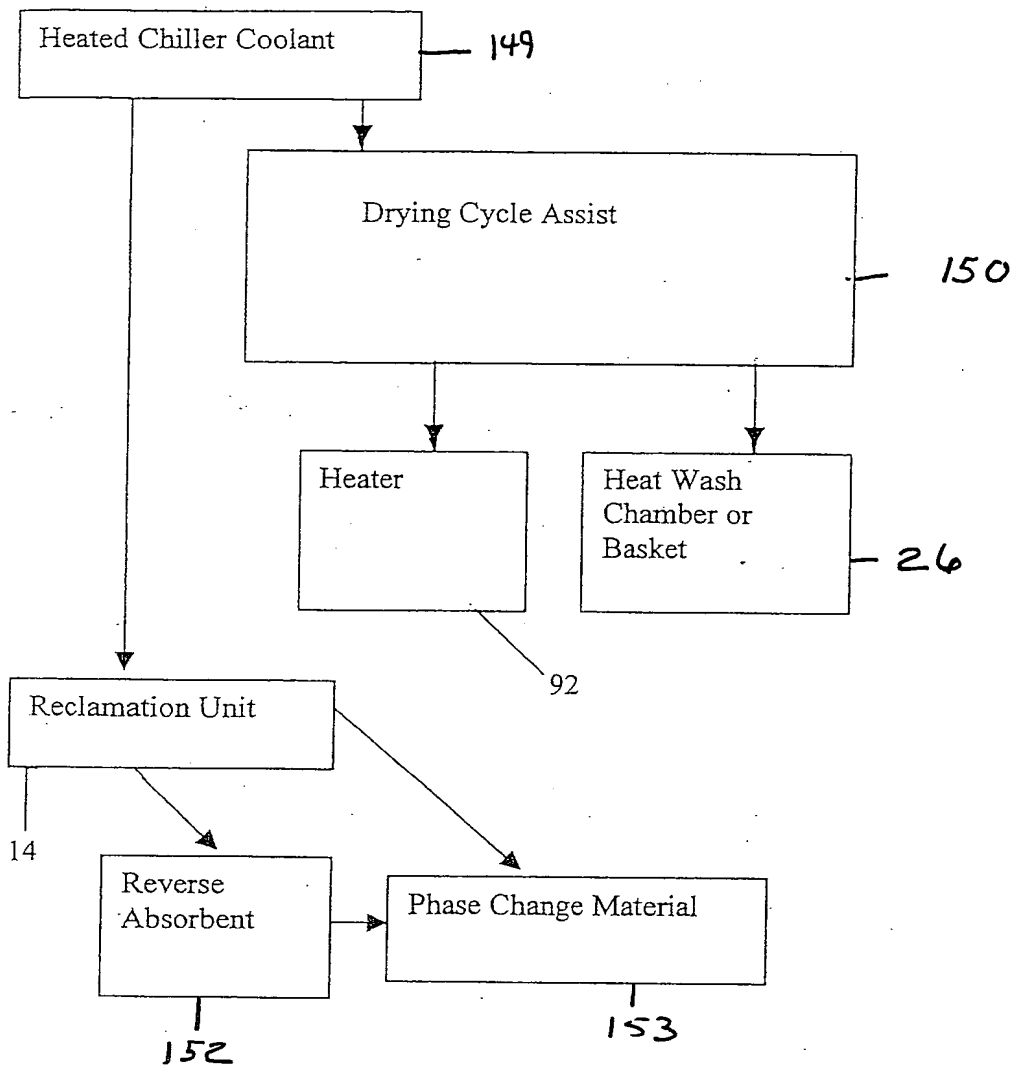 Heated Chiller Coolant
149
Drying Cycle Assist
150
Heater
92
Heat Wash
Chamber or
Basket
26
Reclamation Unit
14
Reverse
Absorbent
152
Phase Change Material
153